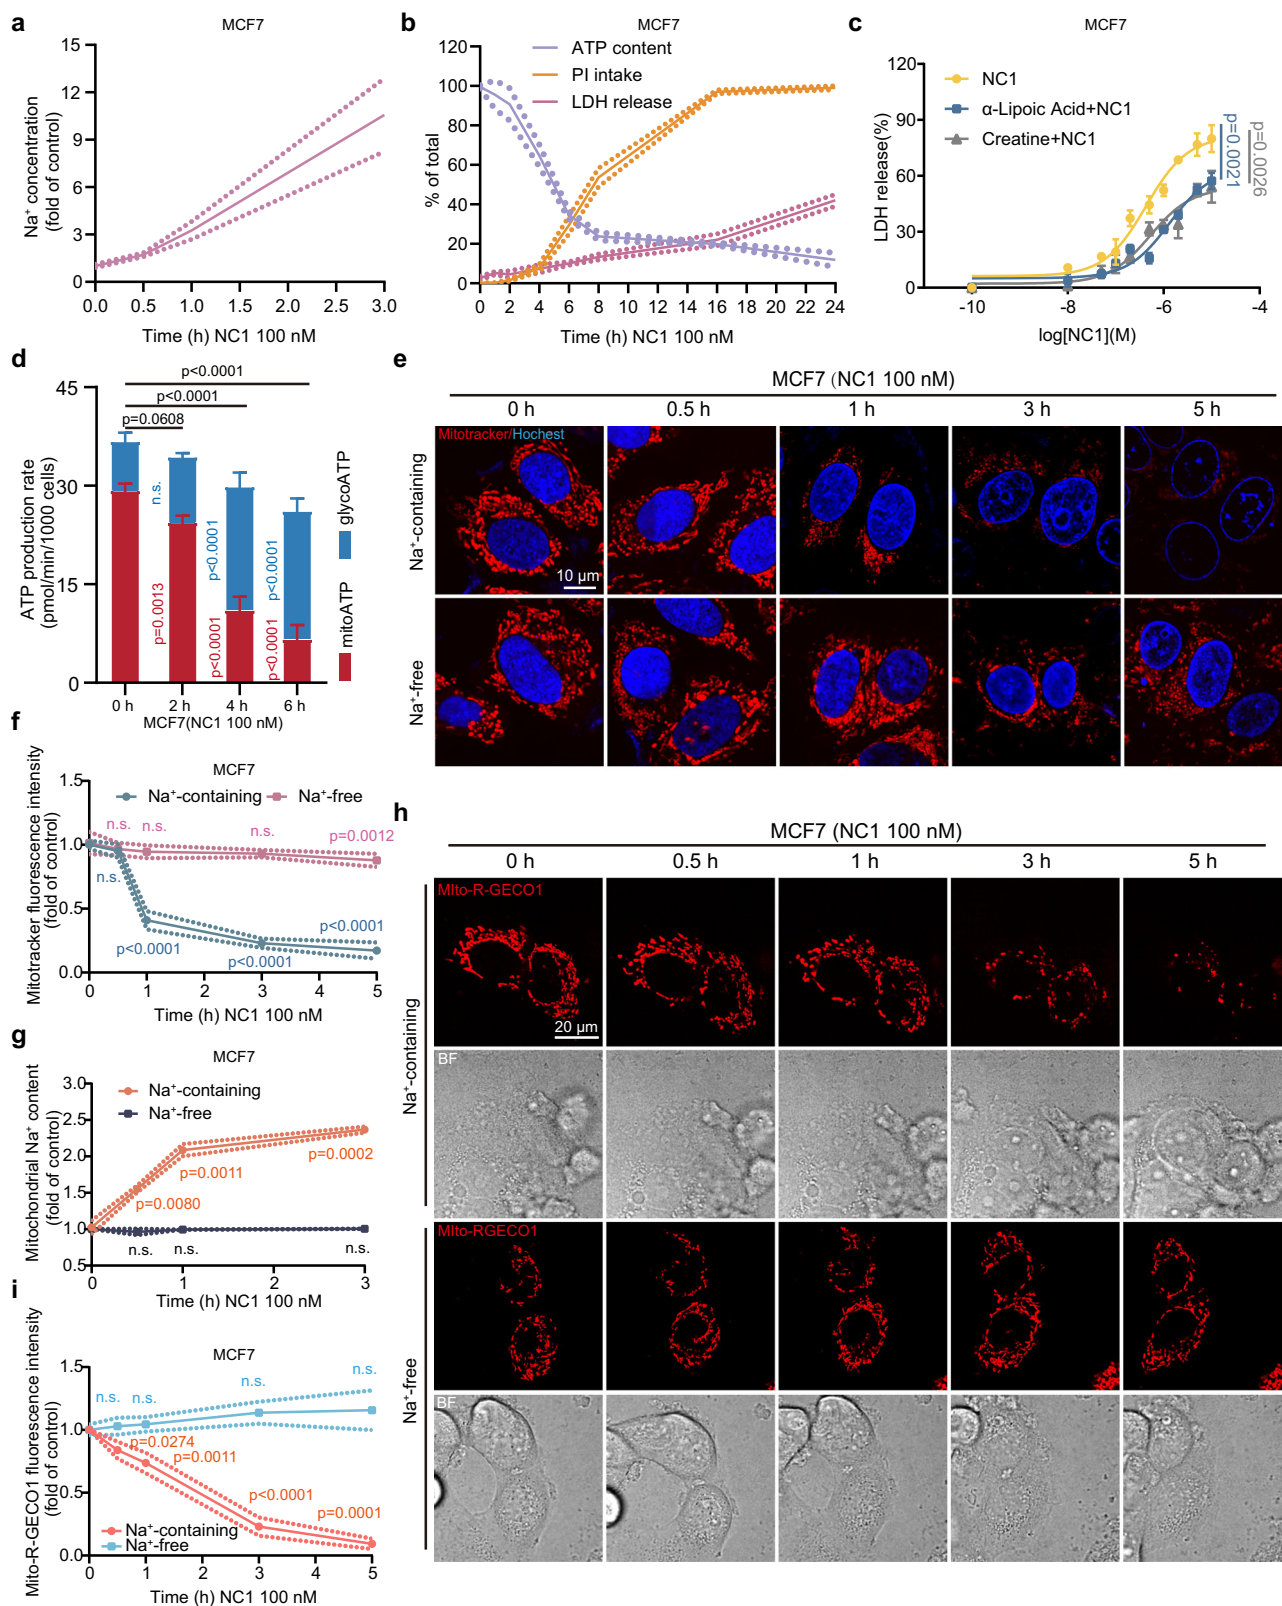 a
MCF7
Na⁺ concentration
(fold of control)
15
12
9
6
3
0
0.0 0.5 1.0 1.5 2.0 2.5 3.0
Time (h) NC1 100 nM
b
MCF7
ATP content
PI intake
LDH release
% of total
120
100
80
60
40
20
0
0 2 4 6 8 10 12 14 16 18 20 22 24
Time (h) NC1 100 nM
c
MCF7
NC1
α-Lipoic Acid+NC1
Creatine+NC1
LDH release(%)
120
90
60
30
0
-10 -8 -6 -4
log[NC1](M)
p=0.0021
p=0.0026
d
p<0.0001
p<0.0001
p=0.0608
ATP production rate
(pmol/min/1000 cells)
45
30
15
0
n.s.
p<0.0001
p<0.0001
p=0.0013
p<0.0001
p<0.0001
0 h 2 h 4 h 6 h
MCF7(NC1 100 nM)
mitoATP
glycoATP
e
MCF7 (NC1 100 nM)
0 h 0.5 h 1 h 3 h 5 h
Na⁺-containing
Mitotracker/Hochest
10 µm
Na⁺-free
f
MCF7
Na⁺-containing Na⁺-free
Mitotracker fluorescence intensity
(fold of control)
1.5
1.0
0.5
0.0
n.s. n.s. n.s. p=0.0012
n.s.
p<0.0001
p<0.0001
p<0.0001
0 1 2 3 4 5
Time (h) NC1 100 nM
g
MCF7
Na⁺-containing
Na⁺-free
Mitochondrial Na⁺ content
(fold of control)
3.0
2.5
2.0
1.5
1.0
0.5
p=0.0080
p=0.0011
p=0.0002
n.s. n.s. n.s.
0 1 2 3
Time (h) NC1 100 nM
h
MCF7 (NC1 100 nM)
0 h 0.5 h 1 h 3 h 5 h
Na⁺-containing
MIto-R-GECO1
20 µm
BF
Na⁺-free
MIto-RGECO1
BF
i
MCF7
Mito-R-GECO1 fluorescence intensity
(fold of control)
1.5
1.0
0.5
0.0
n.s. n.s. n.s. n.s.
p=0.0274
p=0.0011
p<0.0001
p=0.0001
Na⁺-containing
Na⁺-free
0 1 2 3 4 5
Time (h) NC1 100 nM